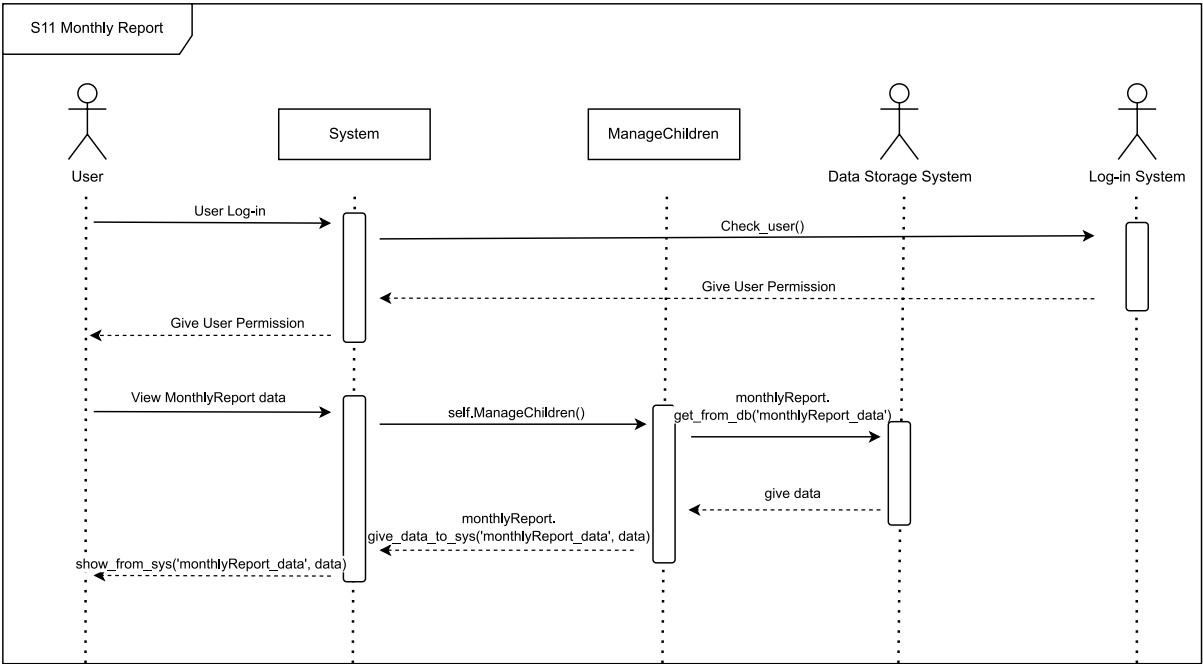 S11 Monthly Report
User
System
ManageChildren
Data Storage System
Log-in System
User Log-in
Check_user()
Give User Permission
Give User Permission
View MonthlyReport data
self.ManageChildren()
monthlyReport.
get_from_db('monthlyReport_data')
give data
monthlyReport.
give_data_to_sys('monthlyReport_data', data)
show_from_sys('monthlyReport_data', data)